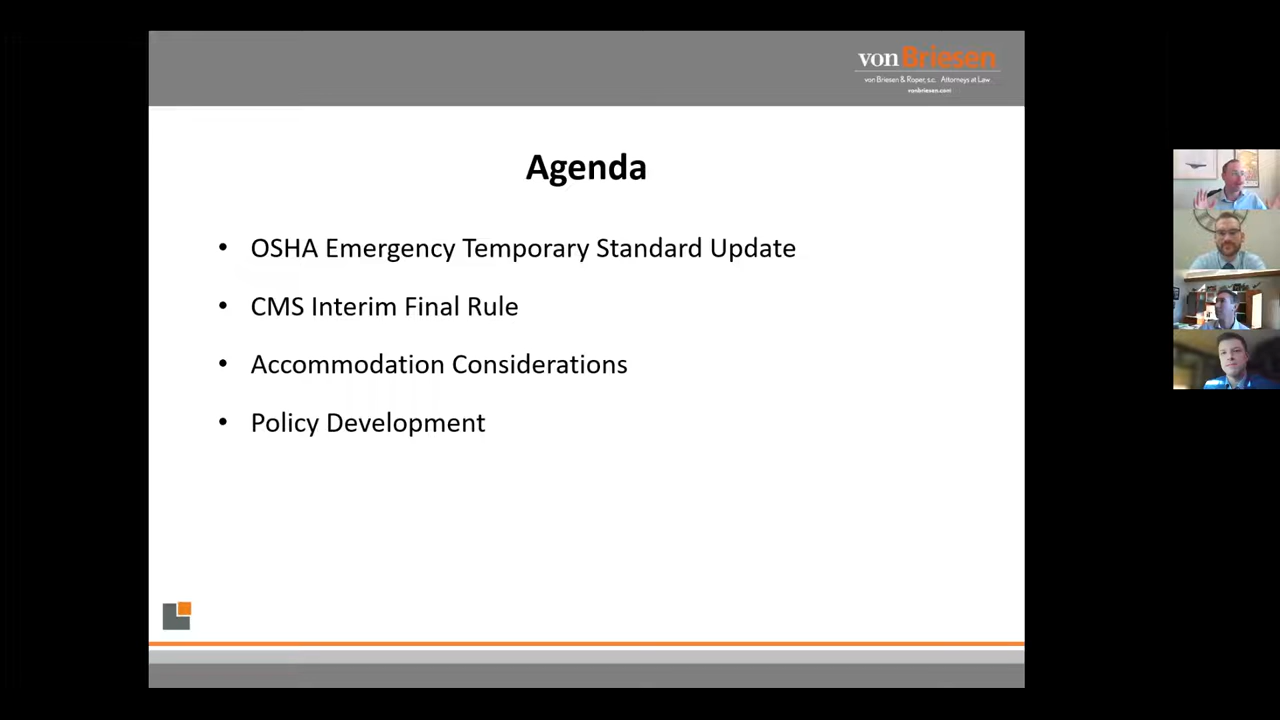 von Briesen
von Briesen & Roper, s.c. Attorneys at Law
vonbriesen.com
Agenda
• OSHA Emergency Temporary Standard Update
• CMS Interim Final Rule
• Accommodation Considerations
• Policy Development